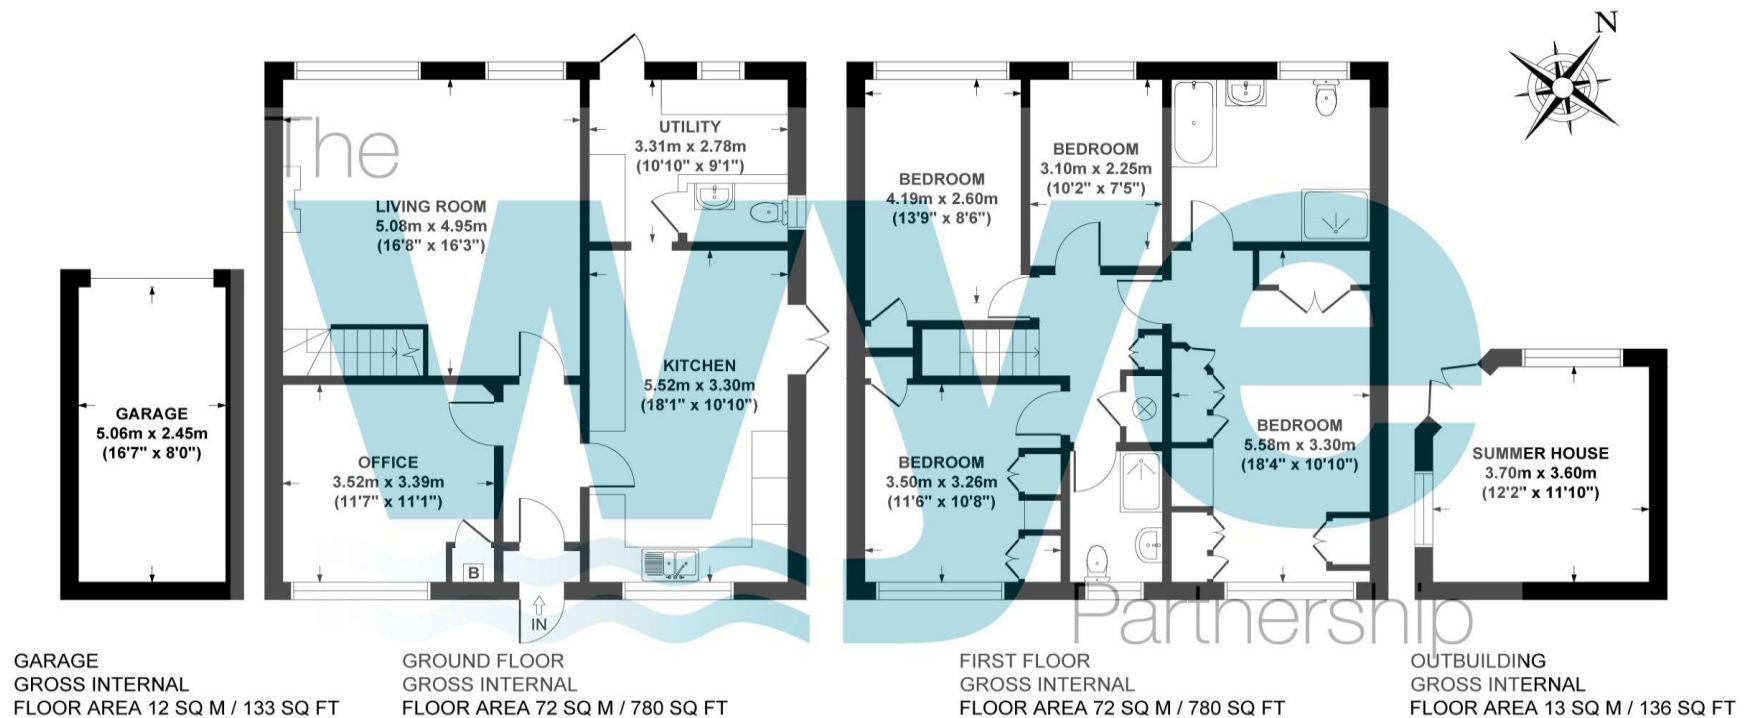 N
The
wye
Partnership
GARAGE
5.06m x 2.45m
(16'7" x 8'0")
LIVING ROOM
5.08m x 4.95m
(16'8" x 16'3")
UTILITY
3.31m x 2.78m
(10'10" x 9'1")
KITCHEN
5.52m x 3.30m
(18'1" x 10'10")
OFFICE
3.52m x 3.39m
(11'7" x 11'1")
B
IN
BEDROOM
4.19m x 2.60m
(13'9" x 8'6")
BEDROOM
3.10m x 2.25m
(10'2" x 7'5")
BEDROOM
3.50m x 3.26m
(11'6" x 10'8")
BEDROOM
5.58m x 3.30m
(18'4" x 10'10")
SUMMER HOUSE
3.70m x 3.60m
(12'2" x 11'10")
GARAGE
GROSS INTERNAL
FLOOR AREA 12 SQ M / 133 SQ FT
GROUND FLOOR
GROSS INTERNAL
FLOOR AREA 72 SQ M / 780 SQ FT
FIRST FLOOR
GROSS INTERNAL
FLOOR AREA 72 SQ M / 780 SQ FT
OUTBUILDING
GROSS INTERNAL
FLOOR AREA 13 SQ M / 136 SQ FT